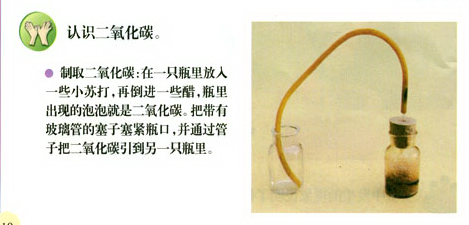 认识二氧化碳。
● 制取二氧化碳:在一只瓶里放入
一些小苏打,再倒进一些醋,瓶里
出现的泡泡就是二氧化碳。把带有
玻璃管的塞子塞紧瓶口,并通过管
子把二氧化碳引到另一只瓶里。